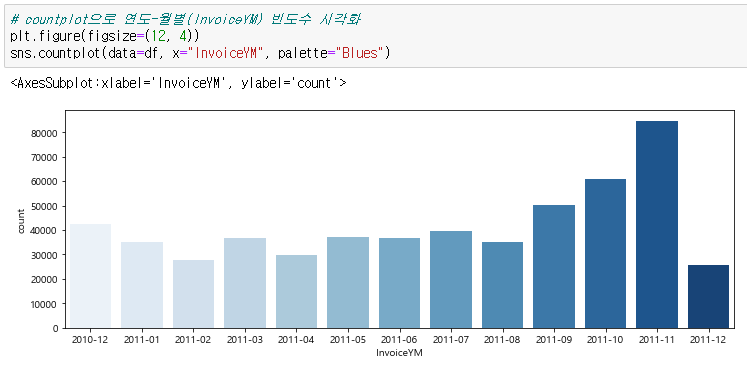 # countplot으로 연도-월별(InvoiceYM) 빈도수 시각화
plt.figure(figsize=(12, 4))
sns.countplot(data=df, x="InvoiceYM", palette="Blues")
<AxesSubplot:xlabel='InvoiceYM', ylabel='count'>
80000
70000
60000
50000
40000
30000
20000
10000
0
count
2010-12 2011-01 2011-02 2011-03 2011-04 2011-05 2011-06 2011-07 2011-08 2011-09 2011-10 2011-11 2011-12
InvoiceYM